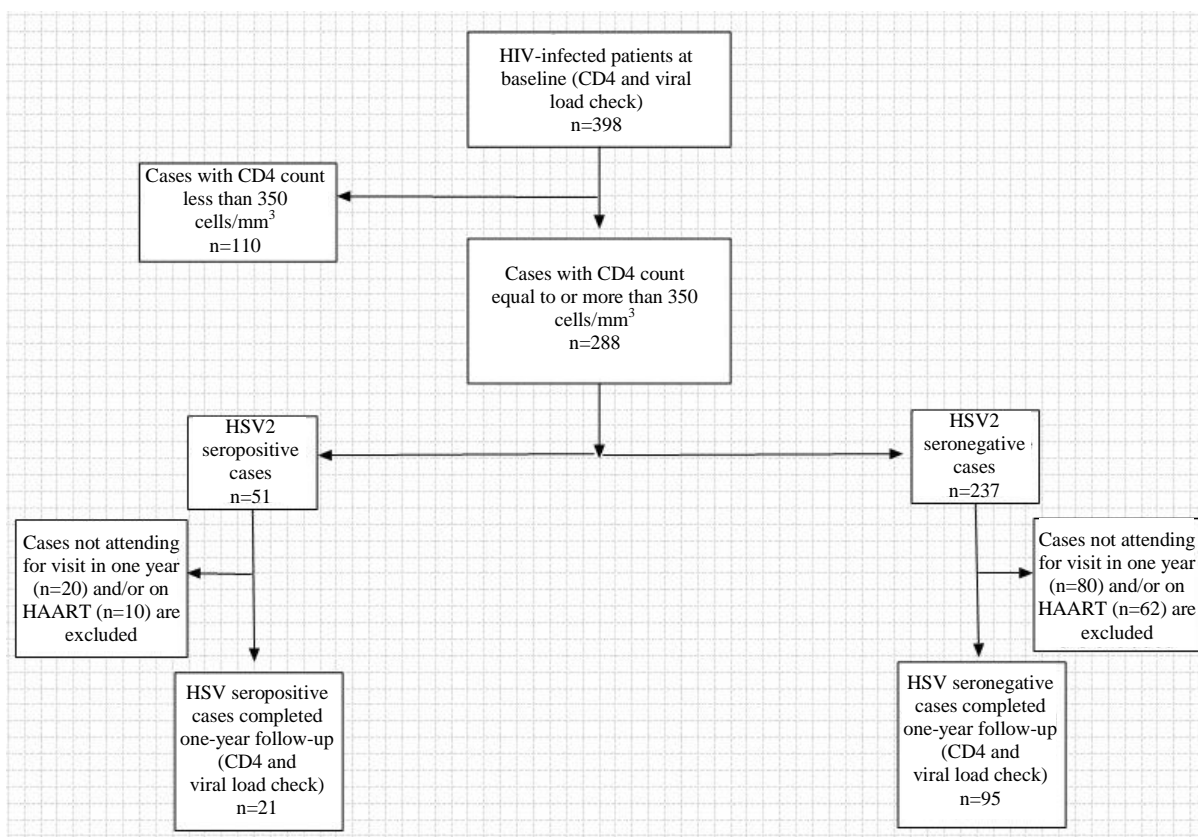 HIV-infected patients at
baseline (CD4 and viral
load check)
n=398
Cases with CD4 count
less than 350
cells/mm³
n=110
Cases with CD4 count
equal to or more than 350
cells/mm³
n=288
HSV2
seropositive
cases
n=51
HSV2
seronegative
cases
n=237
Cases not attending
for visit in one year
(n=20) and/or on
HAART (n=10) are
excluded
Cases not attending
for visit in one year
(n=80) and/or on
HAART (n=62) are
excluded
HSV seropositive
cases completed
one-year follow-up
(CD4 and
viral load check)
n=21
HSV seronegative
cases completed
one-year follow-up
(CD4 and
viral load check)
n=95